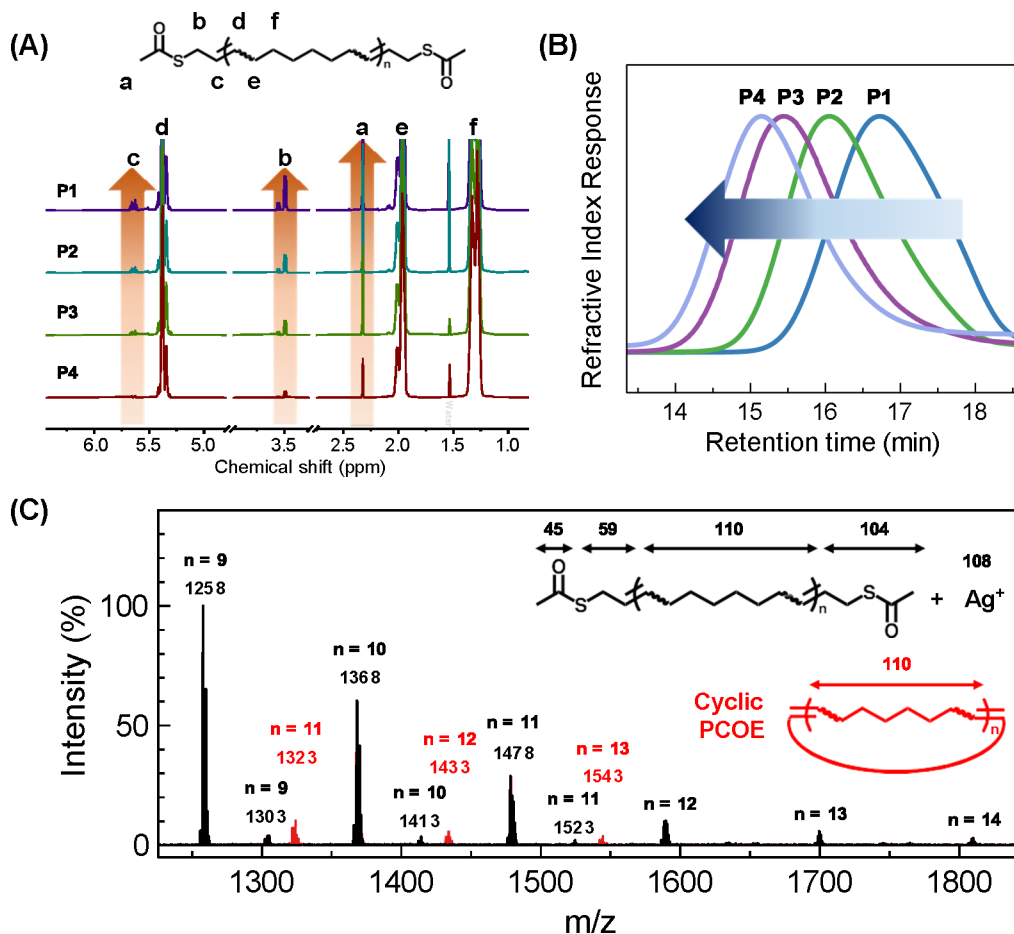 (A)
b d f
O
S
S
n
O
a
c e
d
c
b
a
e
f
P1
P2
P3
P4
Water
6.0 5.5 5.0 3.5 2.5 2.0 1.5 1.0
Chemical shift (ppm)
(B)
P4 P3 P2 P1
Refractive Index Response
14 15 16 17 18
Retention time (min)
(C)
45 59 110 104
108
O
S
S
n
O
+ Ag+
110
Cyclic
PCOE
n
n = 9
1258
n = 9
1303
n = 11
1323
n = 10
1368
n = 10
1413
n = 12
1433
n = 11
1478
n = 11
1523
n = 13
1543
n = 12
n = 13
n = 14
100
50
0
Intensity (%)
1300 1400 1500 1600 1700 1800
m/z